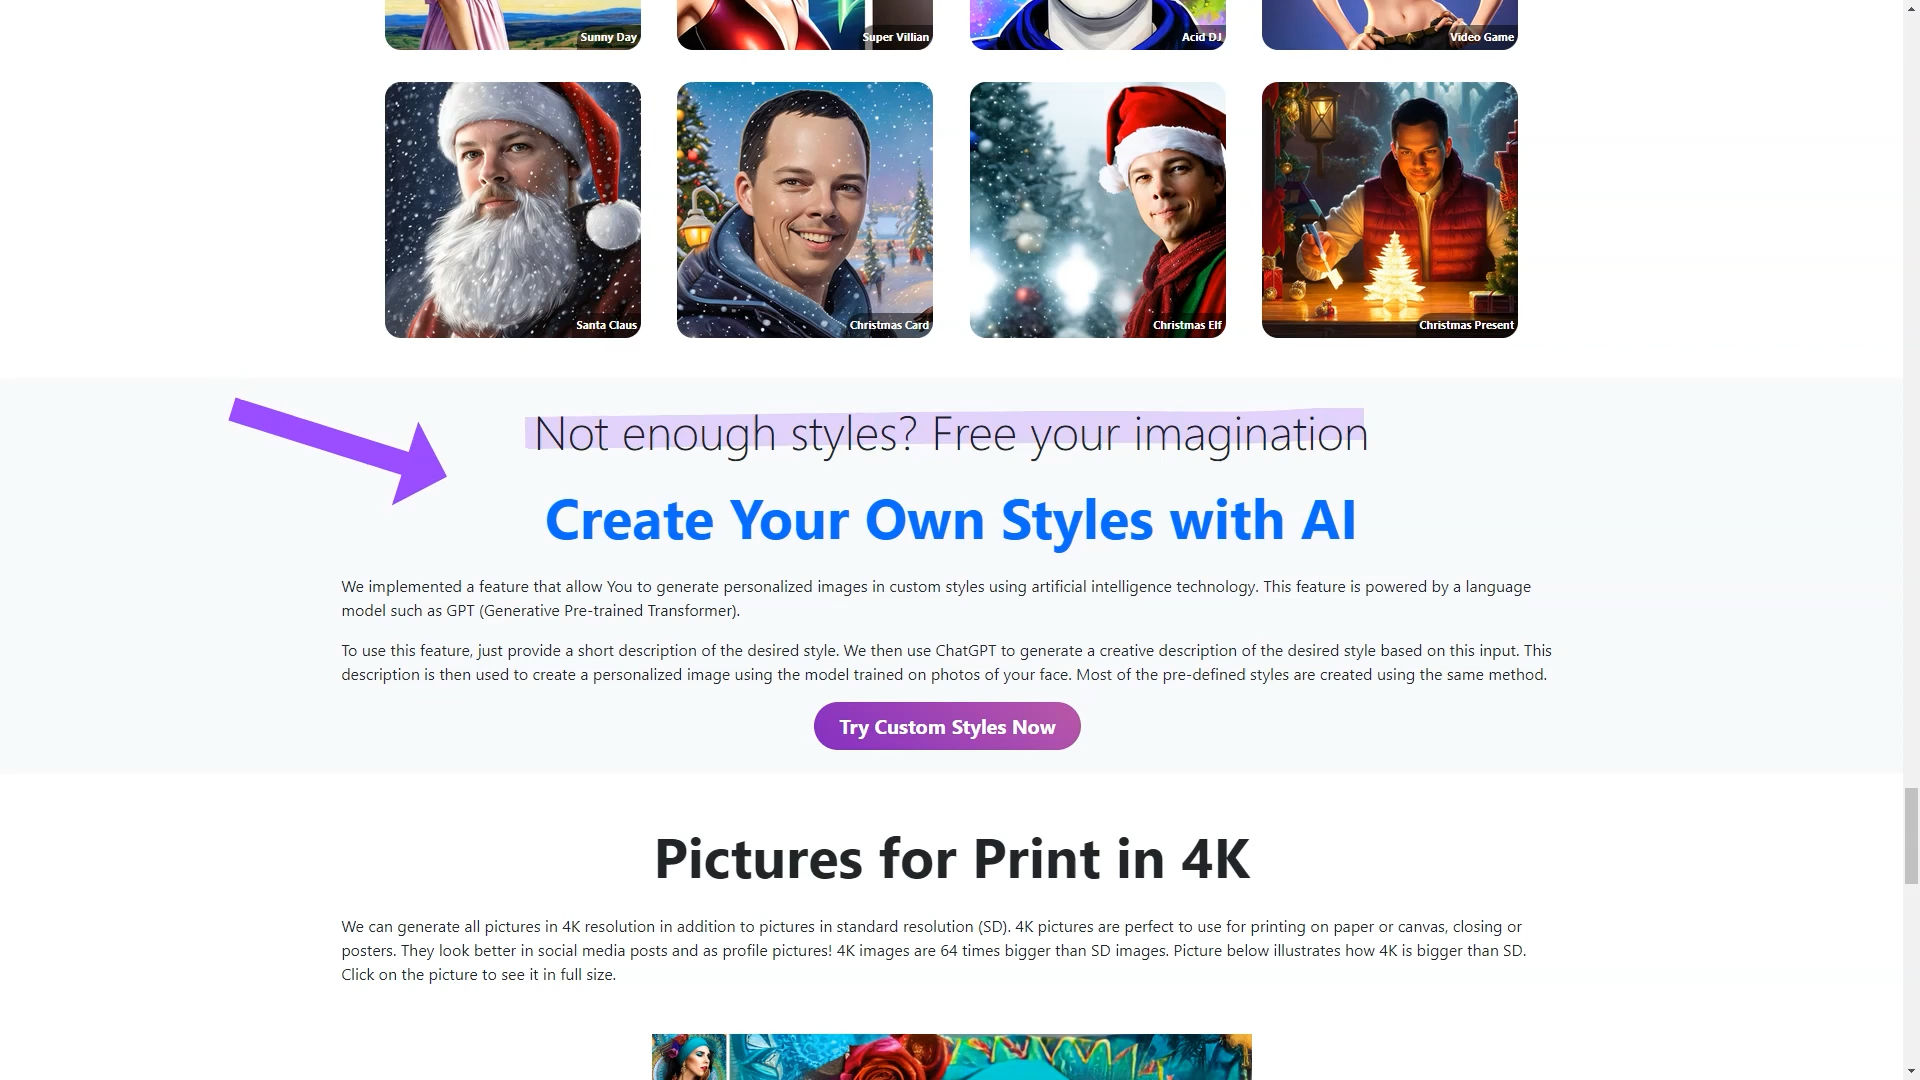 Sunny Day
Super Villian
Acid DJ
Video Game
Santa Claus
Christmas Card
Christmas Elf
Christmas Present
Not enough styles? Free your imagination
Create Your Own Styles with AI
We implemented a feature that allow You to generate personalized images in custom styles using artificial intelligence technology. This feature is powered by a language
model such as GPT (Generative Pre-trained Transformer).
To use this feature, just provide a short description of the desired style. We then use ChatGPT to generate a creative description of the desired style based on this input. This
description is then used to create a personalized image using the model trained on photos of your face. Most of the pre-defined styles are created using the same method.
Try Custom Styles Now
Pictures for Print in 4K
We can generate all pictures in 4K resolution in addition to pictures in standard resolution (SD). 4K pictures are perfect to use for printing on paper or canvas, closing or
posters. They look better in social media posts and as profile pictures! 4K images are 64 times bigger than SD images. Picture below illustrates how 4K is bigger than SD.
Click on the picture to see it in full size.